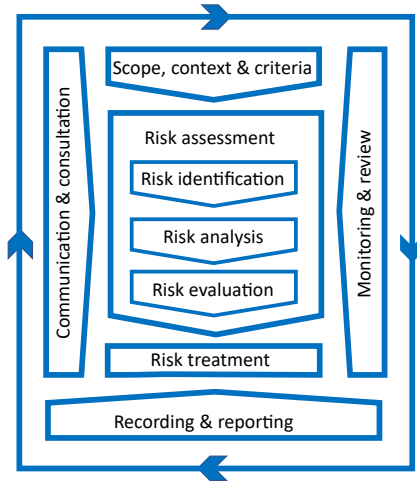 Scope, context & criteria
Communication & consultation
Risk assessment
Risk identification
Risk analysis
Risk evaluation
Monitoring & review
Risk treatment
Recording & reporting